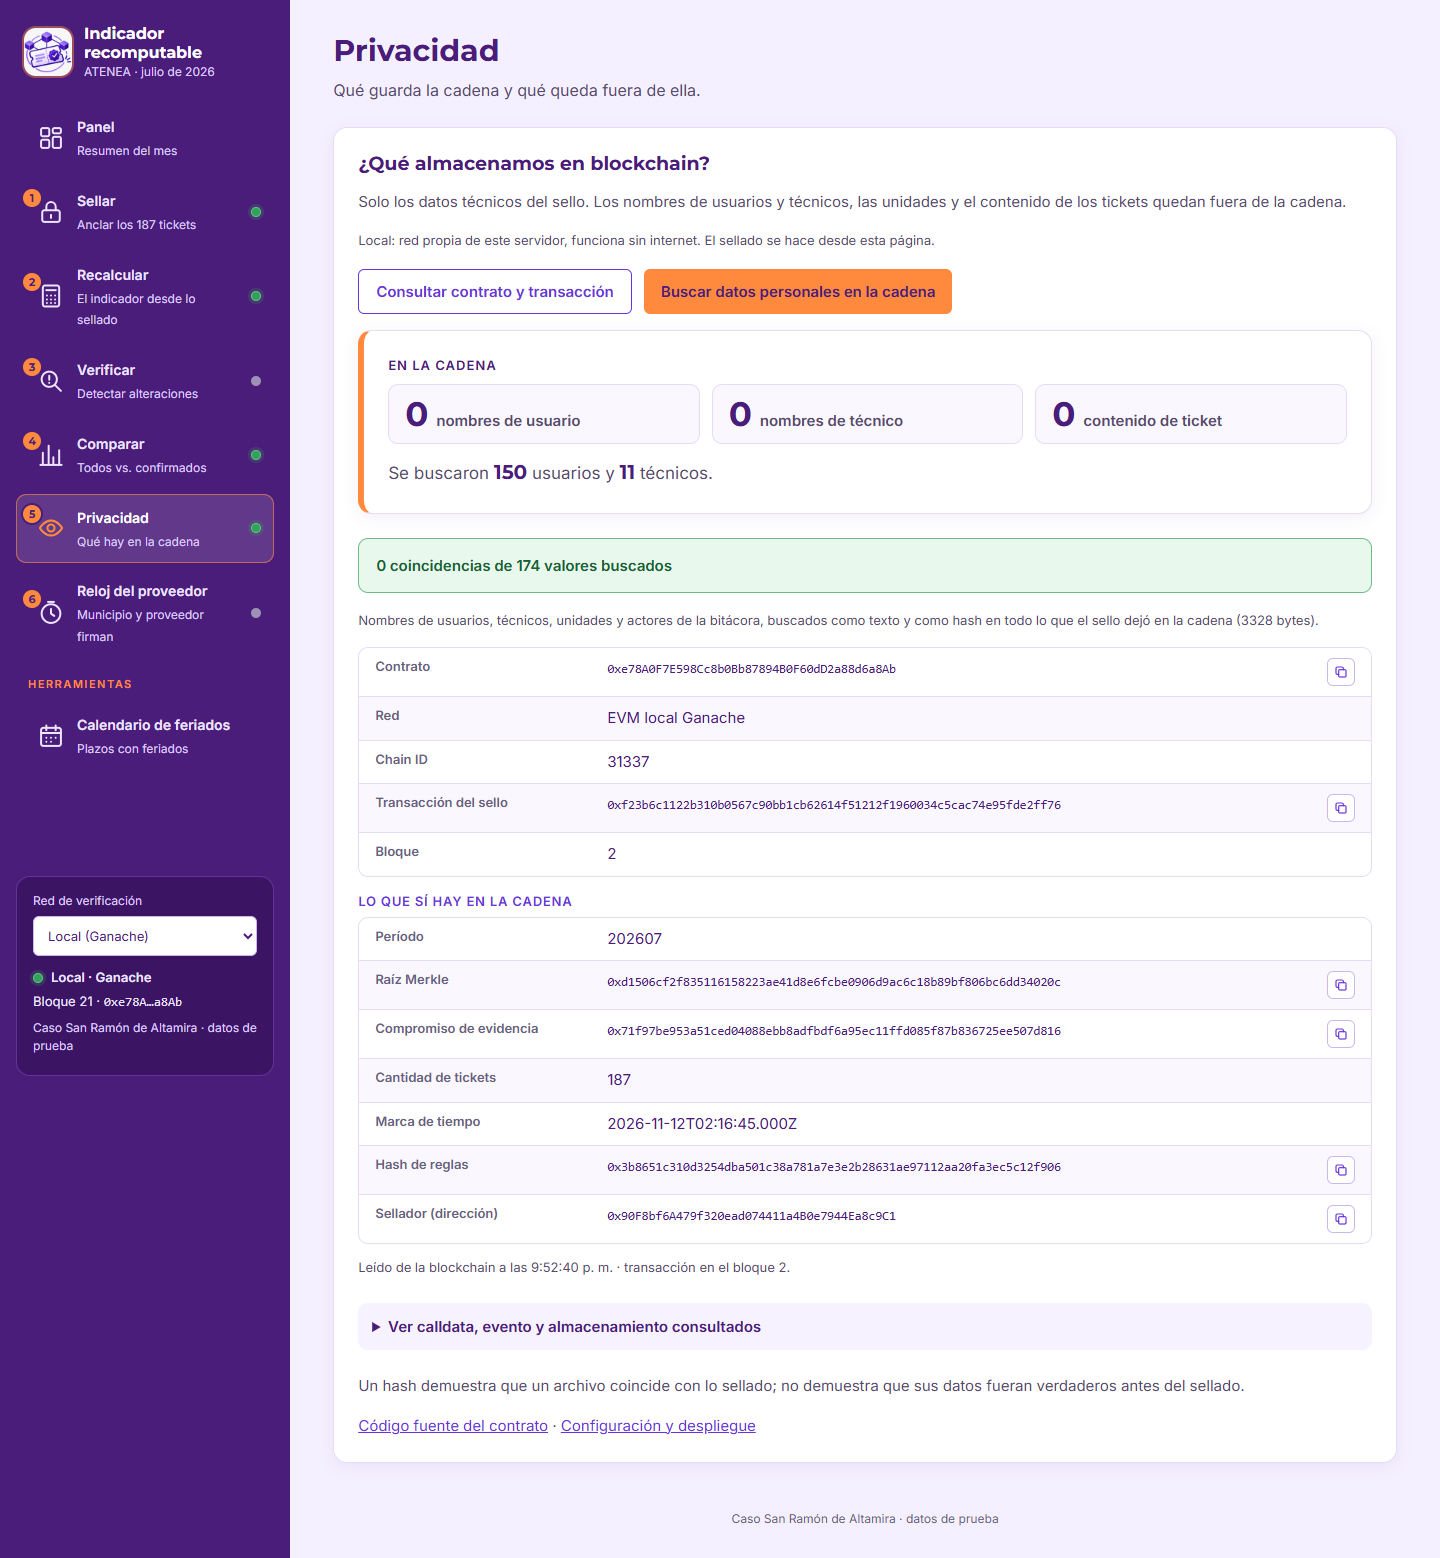 Indicador
recomputable
ATENEA · julio de 2026
Panel
Resumen del mes
1
Sellar
Anclar los 187 tickets
2
Recalcular
El indicador desde lo
sellado
3
Verificar
Detectar alteraciones
4
Comparar
Todos vs. confirmados
5
Privacidad
Qué hay en la cadena
6
Reloj del proveedor
Municipio y proveedor
firman
HERRAMIENTAS
Calendario de feriados
Plazos con feriados
Red de verificación
Local (Ganache)
Local · Ganache
Bloque 21 · 0xe78A…a8Ab
Caso San Ramón de Altamira · datos de
prueba
Privacidad
Qué guarda la cadena y qué queda fuera de ella.
¿Qué almacenamos en blockchain?
Solo los datos técnicos del sello. Los nombres de usuarios y técnicos, las unidades y el contenido de los tickets quedan fuera de la cadena.
Local: red propia de este servidor, funciona sin internet. El sellado se hace desde esta página.
Consultar contrato y transacción
Buscar datos personales en la cadena
EN LA CADENA
0 nombres de usuario
0 nombres de técnico
0 contenido de ticket
Se buscaron 150 usuarios y 11 técnicos.
0 coincidencias de 174 valores buscados
Nombres de usuarios, técnicos, unidades y actores de la bitácora, buscados como texto y como hash en todo lo que el sello dejó en la cadena (3328 bytes).
Contrato 0xe78A0F7E598Cc8b0Bb87894B0F60dD2a88d6a8Ab
Red EVM local Ganache
Chain ID 31337
Transacción del sello 0xf23b6c1122b310b0567c90bb1cb62614f51212f1960034c5cac74e95fde2ff76
Bloque 2
LO QUE SÍ HAY EN LA CADENA
Período 202607
Raíz Merkle 0xd1506cf2f835116158223ae41d8e6fcbe0906d9ac6c18b89bf806bc6dd34020c
Compromiso de evidencia 0x71f97be953a51ced04088ebb8adfbdf6a95ec11ffd085f87b836725ee507d816
Cantidad de tickets 187
Marca de tiempo 2026-11-12T02:16:45.000Z
Hash de reglas 0x3b8651c310d3254dba501c38a781a7e3e2b28631ae97112aa20fa3ec5c12f906
Sellador (dirección) 0x90F8bf6A479f320ead074411a4B0e7944Ea8c9C1
Leído de la blockchain a las 9:52:40 p. m. · transacción en el bloque 2.
Ver calldata, evento y almacenamiento consultados
Un hash demuestra que un archivo coincide con lo sellado; no demuestra que sus datos fueran verdaderos antes del sellado.
Código fuente del contrato · Configuración y despliegue
Caso San Ramón de Altamira · datos de prueba